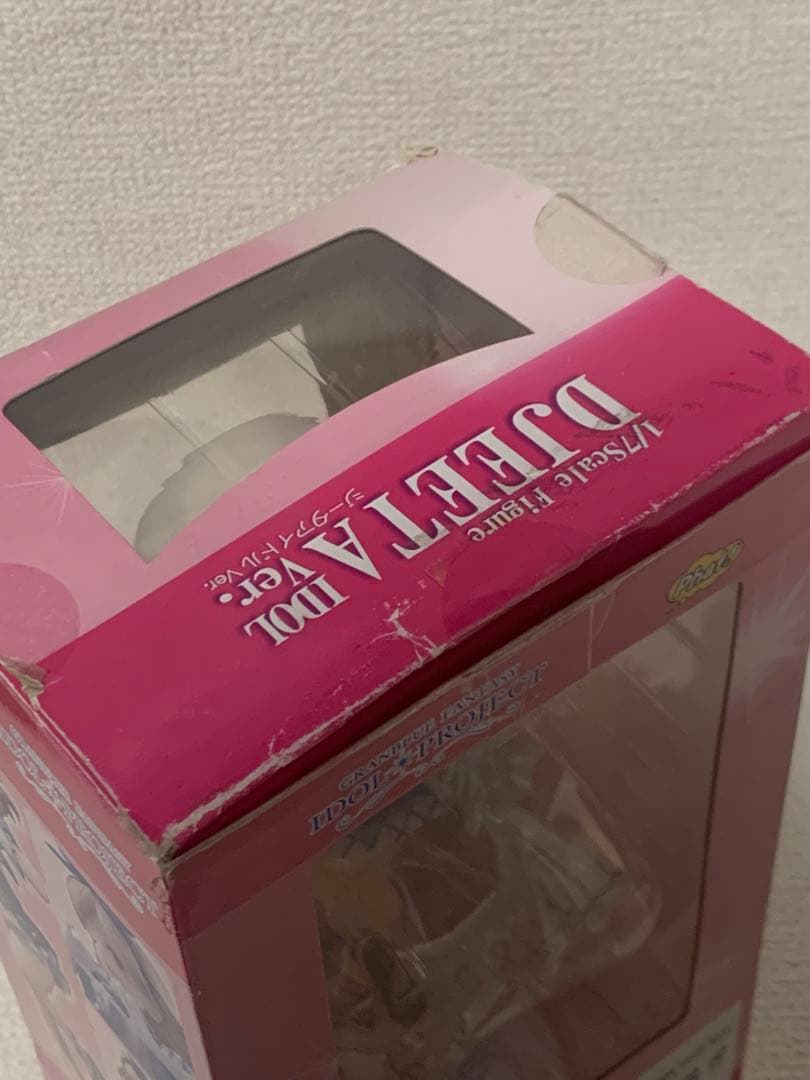 1/7Scale Figure
DJEETA
IDOL Ver.
ジータアイドルVer.
Phat!
GRANBLUE FANTASY
IDOL PROJECT